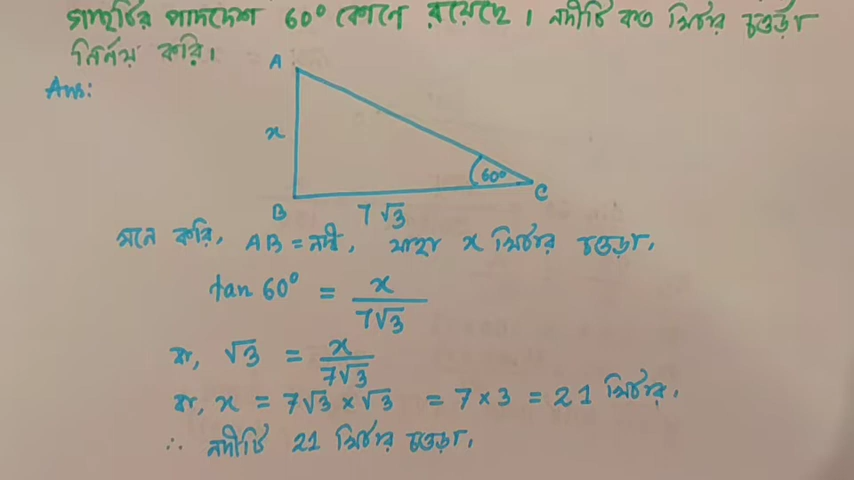 গাছটির পাদদেশ 60° কোনে রয়েছে। নদীটি কত মিটার চওড়া
নির্নয় করি।
Ans:
A
x
60°
C
B
7√3
মনে করি, AB = নদী, যাহা x মিটার চওড়া,
tan 60° = x / 7√3
বা, √3 = x / 7√3
বা, x = 7√3 × √3 = 7 × 3 = 21 মিটার,
∴ নদীটি 21 মিটার চওড়া,